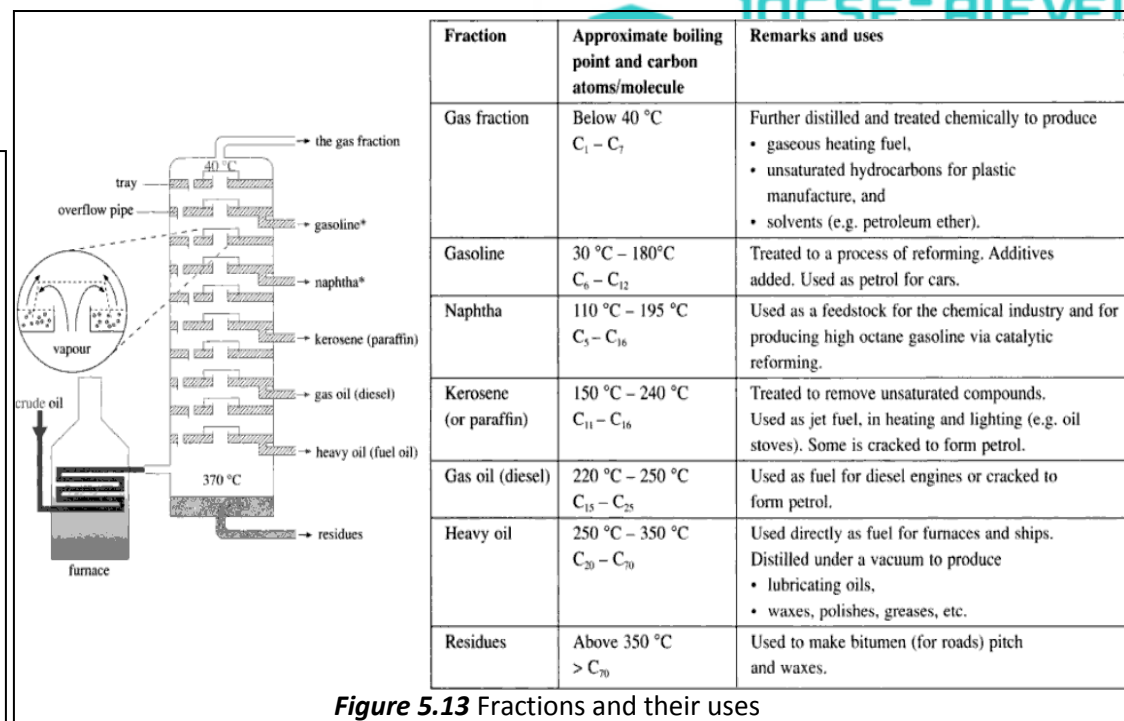 IGCSE-ALEVEL
the gas fraction
40 °C
tray
overflow pipe
gasoline*
naphtha*
vapour
kerosene (paraffin)
crude oil
gas oil (diesel)
heavy oil (fuel oil)
370 °C
residues
furnace
Fraction
Approximate boiling
point and carbon
atoms/molecule
Remarks and uses
Gas fraction
Below 40 °C
C₁ – C₇
Further distilled and treated chemically to produce
• gaseous heating fuel,
• unsaturated hydrocarbons for plastic
manufacture, and
• solvents (e.g. petroleum ether).
Gasoline
30 °C – 180°C
C₆ – C₁₂
Treated to a process of reforming. Additives
added. Used as petrol for cars.
Naphtha
110 °C – 195 °C
C₅ – C₁₆
Used as a feedstock for the chemical industry and for
producing high octane gasoline via catalytic
reforming.
Kerosene
(or paraffin)
150 °C – 240 °C
C₁₁ – C₁₆
Treated to remove unsaturated compounds.
Used as jet fuel, in heating and lighting (e.g. oil
stoves). Some is cracked to form petrol.
Gas oil (diesel)
220 °C – 250 °C
C₁₅ – C₂₅
Used as fuel for diesel engines or cracked to
form petrol.
Heavy oil
250 °C – 350 °C
C₂₀ – C₇₀
Used directly as fuel for furnaces and ships.
Distilled under a vacuum to produce
• lubricating oils,
• waxes, polishes, greases, etc.
Residues
Above 350 °C
> C₇₀
Used to make bitumen (for roads) pitch
and waxes.
Figure 5.13 Fractions and their uses